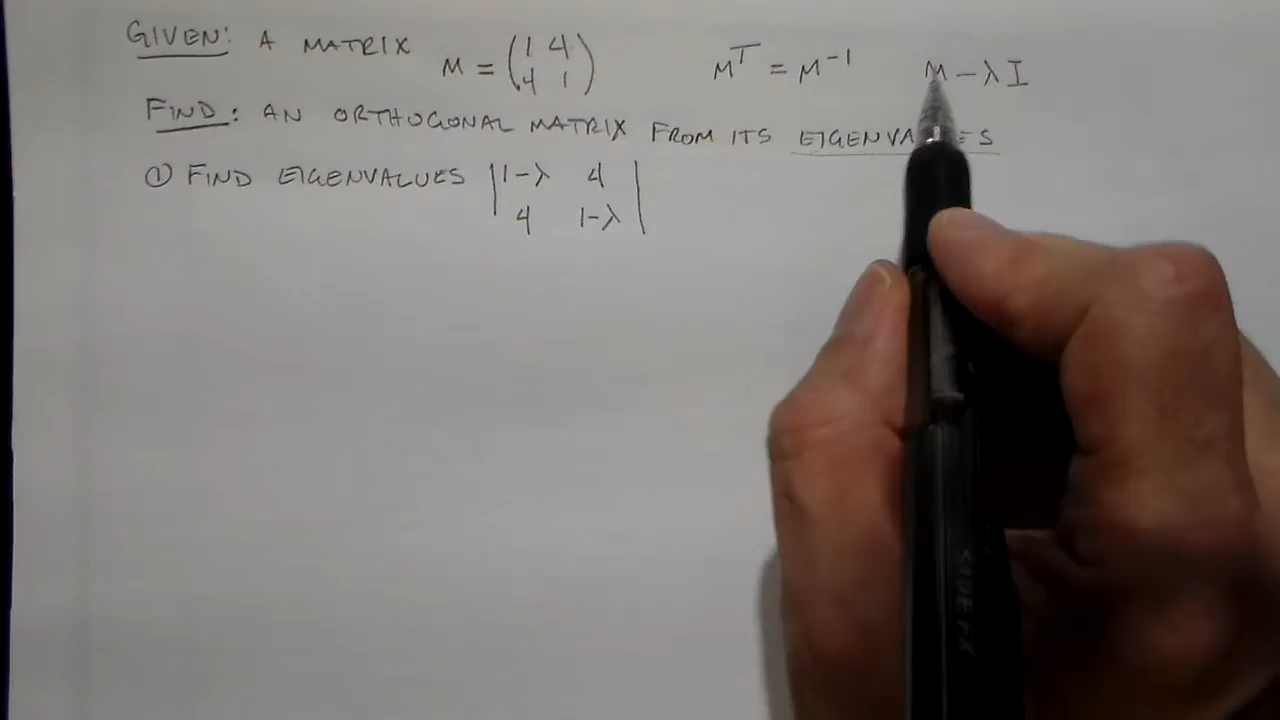 GIVEN: A MATRIX M = (1 4
4 1) M^T = M^-1 M - λI
FIND: AN ORTHOGONAL MATRIX FROM ITS
① FIND EIGENVALUES |1-λ 4
4 1-λ|